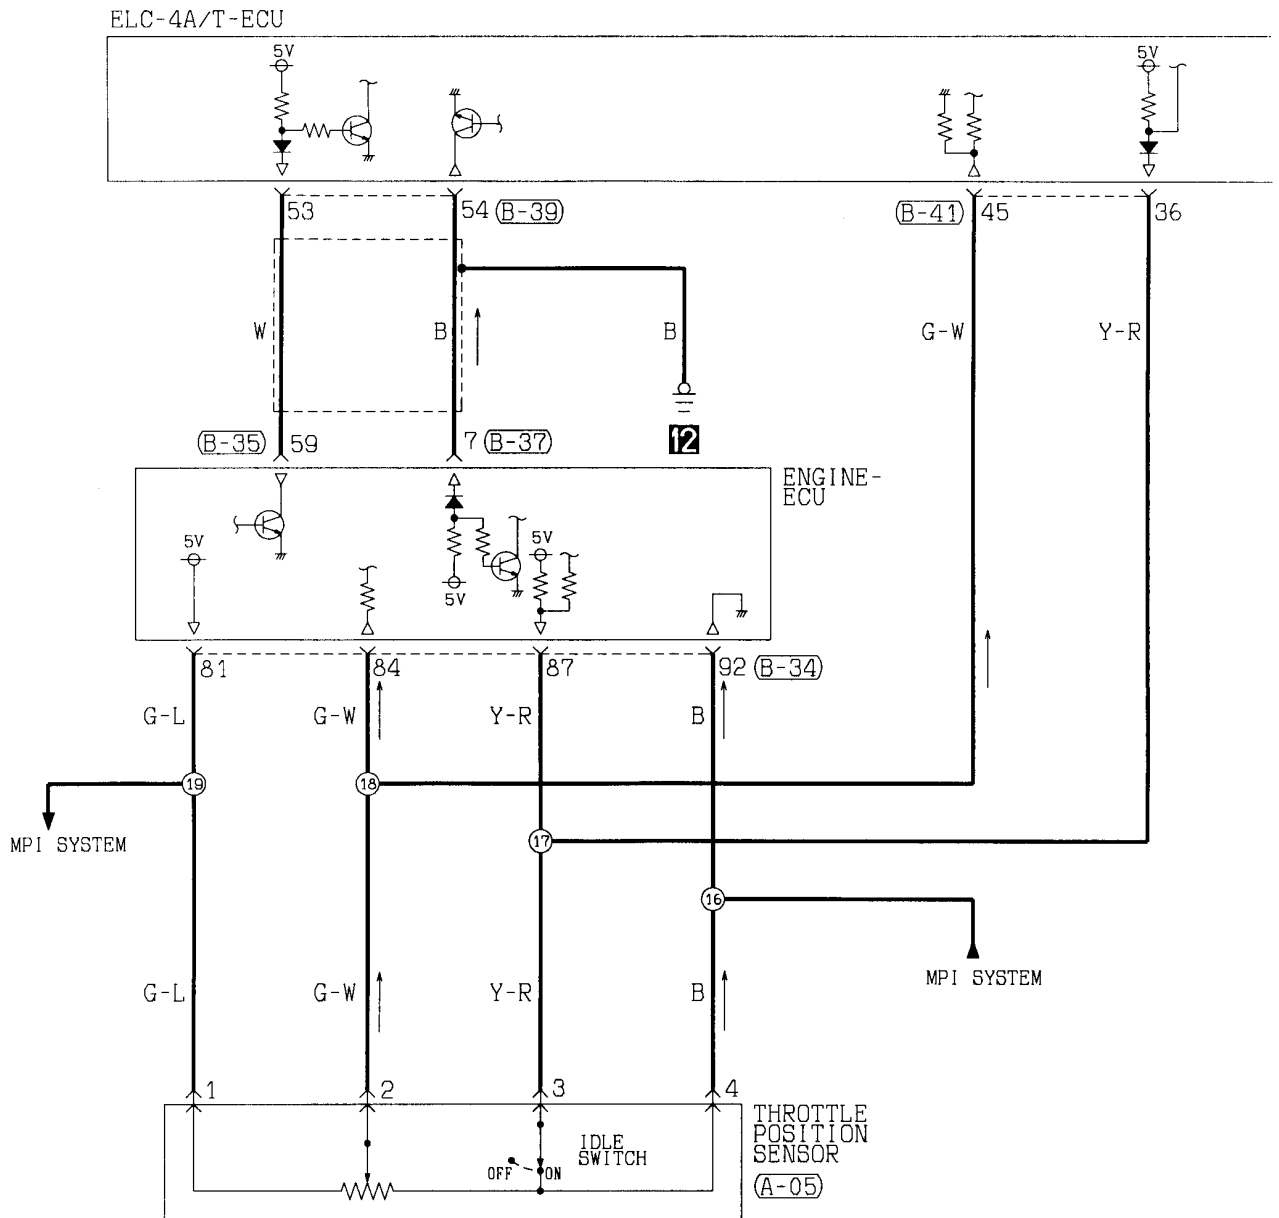 ELC-4A/T-ECU
5V
5V
53
54 (B-39)
(B-41) 45
36
W
B
B
G-W
Y-R
12
(B-35) 59
7 (B-37)
ENGINE-
ECU
5V
5V
5V
81
84
87
92 (B-34)
G-L
G-W
Y-R
B
19
18
MPI SYSTEM
17
16
MPI SYSTEM
G-L
G-W
Y-R
B
1
2
3
4
THROTTLE
POSITION
SENSOR
(A-05)
IDLE
SWITCH
OFF
ON